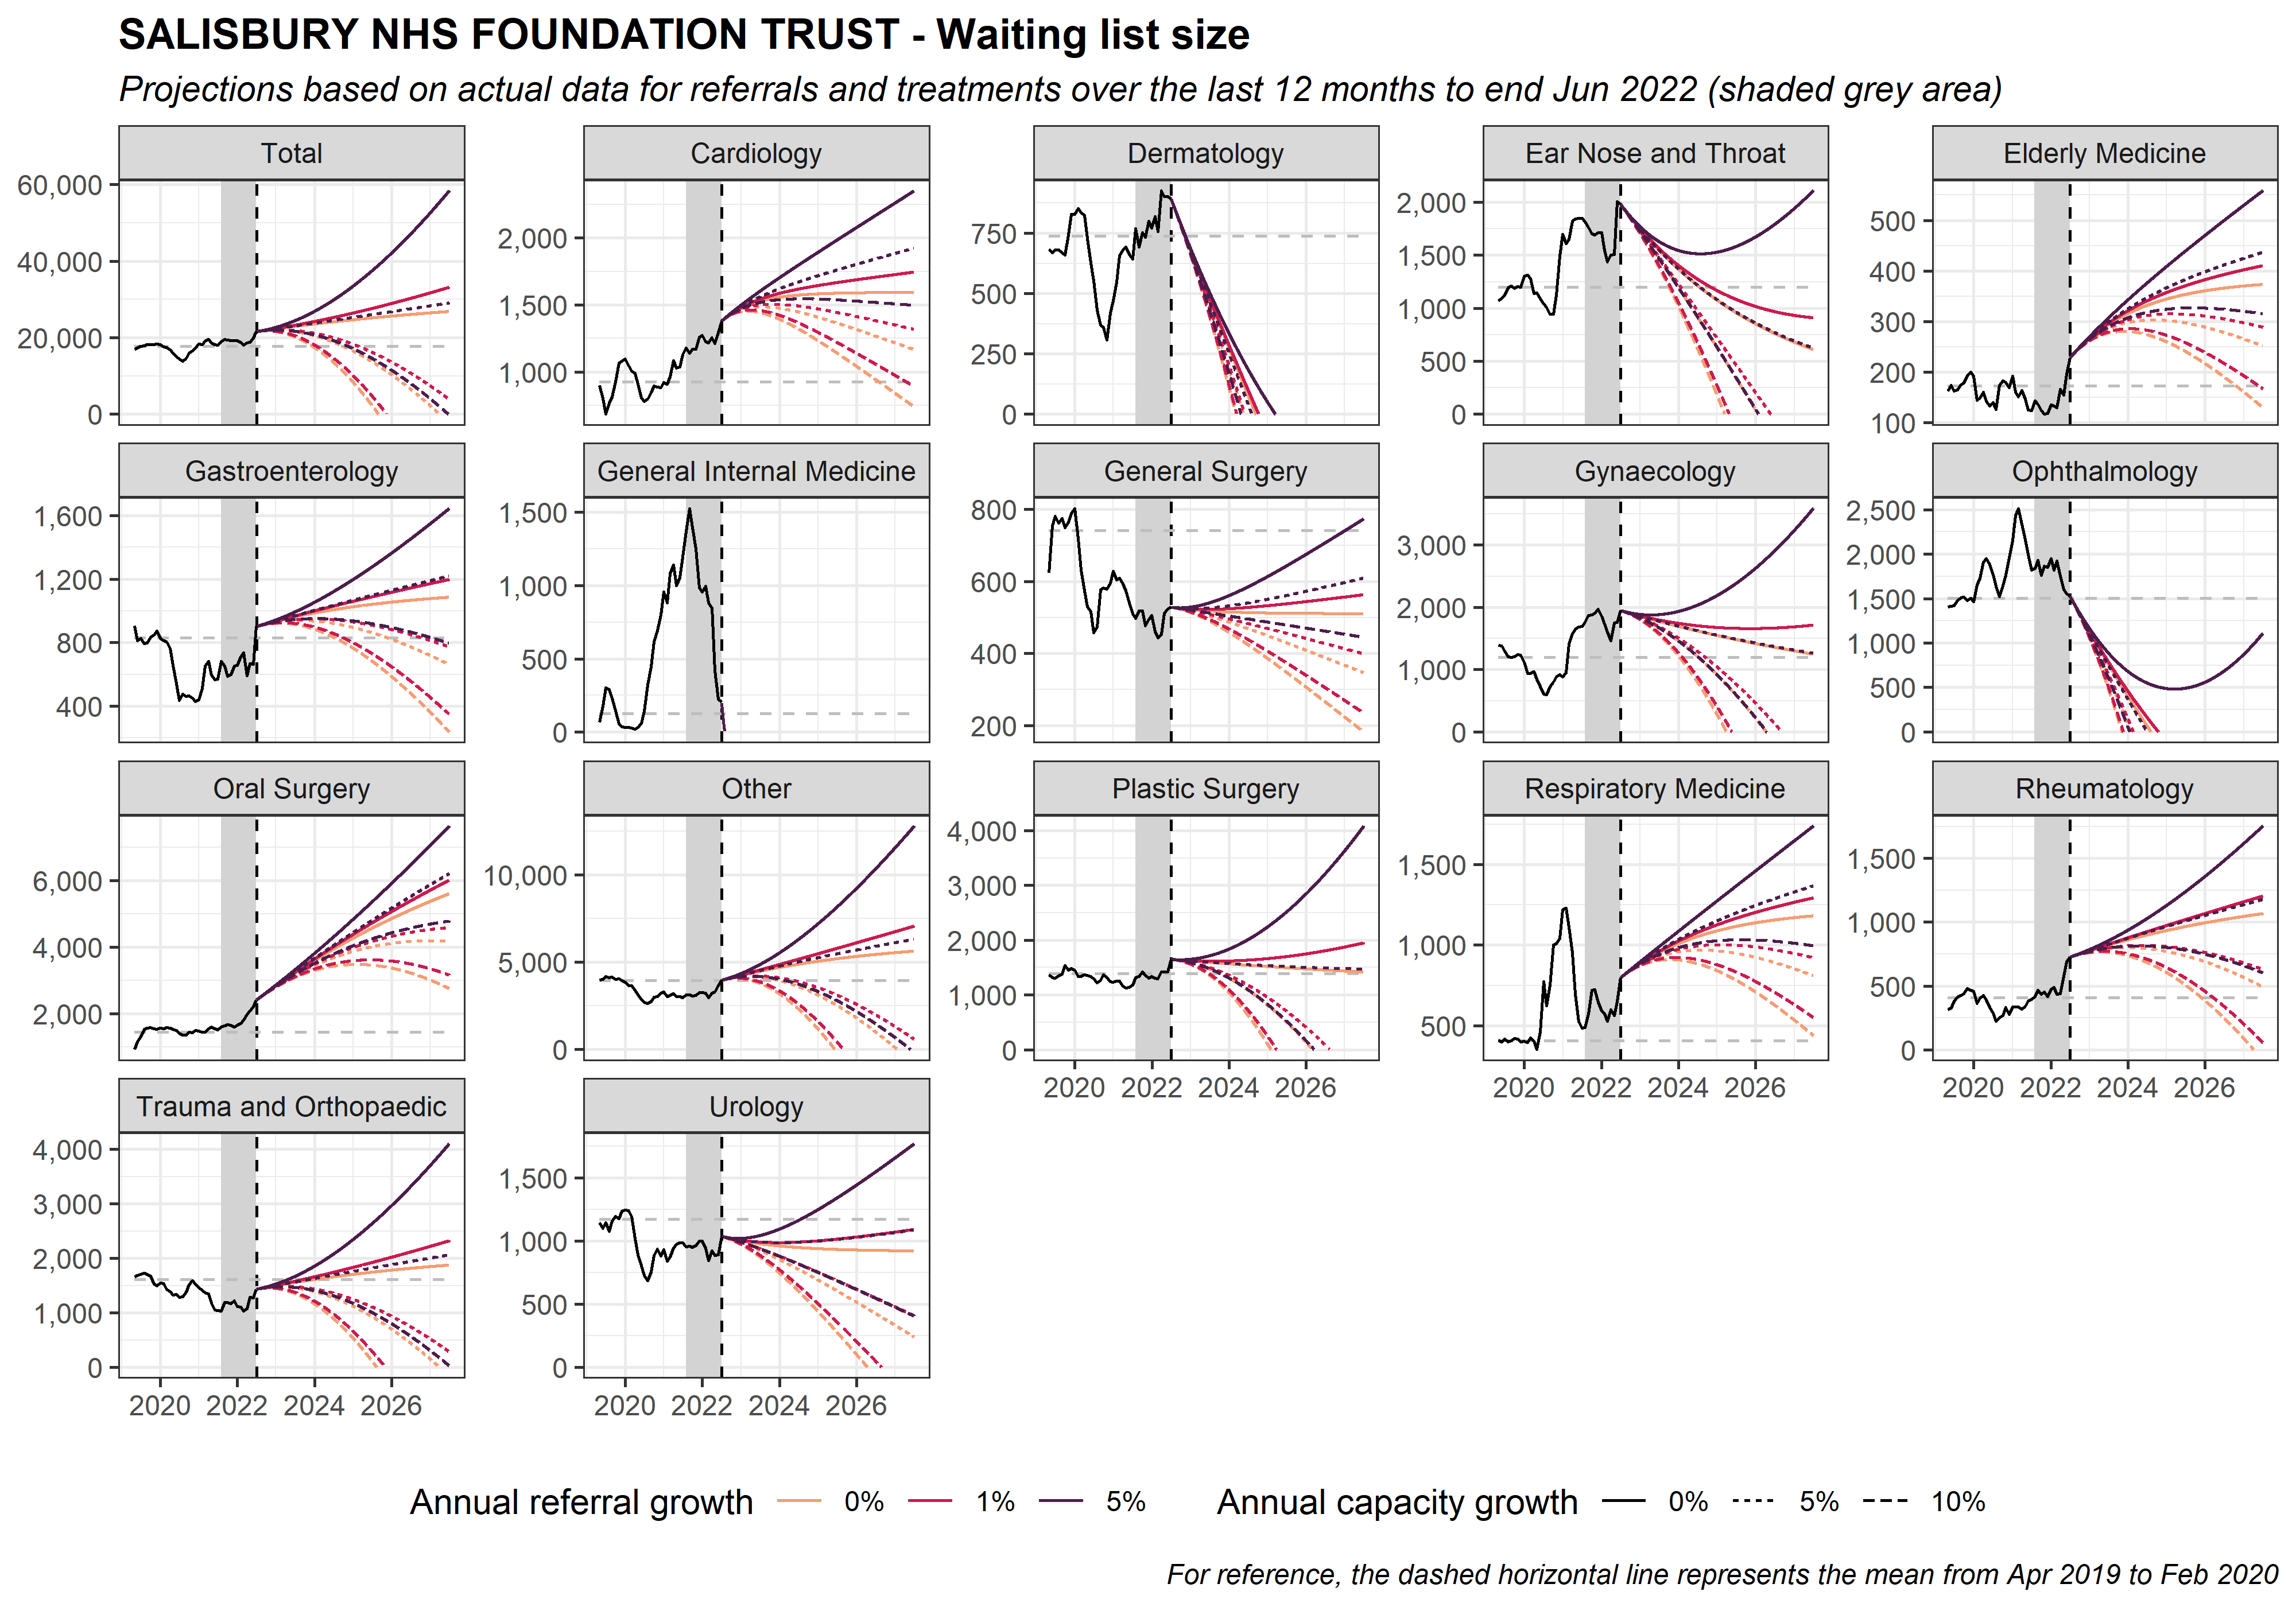 SALISBURY NHS FOUNDATION TRUST - Waiting list size
Projections based on actual data for referrals and treatments over the last 12 months to end Jun 2022 (shaded grey area)
Total
60,000
40,000
20,000
0
Cardiology
2,000
1,500
1,000
Dermatology
750
500
250
0
Ear Nose and Throat
2,000
1,500
1,000
500
0
Elderly Medicine
500
400
300
200
100
Gastroenterology
1,600
1,200
800
400
General Internal Medicine
1,500
1,000
500
0
General Surgery
800
600
400
200
Gynaecology
3,000
2,000
1,000
0
Ophthalmology
2,500
2,000
1,500
1,000
500
0
Oral Surgery
6,000
4,000
2,000
Other
10,000
5,000
0
Plastic Surgery
4,000
3,000
2,000
1,000
0
2020 2022 2024 2026
Respiratory Medicine
1,500
1,000
500
2020 2022 2024 2026
Rheumatology
1,500
1,000
500
0
2020 2022 2024 2026
Trauma and Orthopaedic
4,000
3,000
2,000
1,000
0
2020 2022 2024 2026
Urology
1,500
1,000
500
0
2020 2022 2024 2026
Annual referral growth 0% 1% 5% Annual capacity growth 0% 5% 10%
For reference, the dashed horizontal line represents the mean from Apr 2019 to Feb 2020